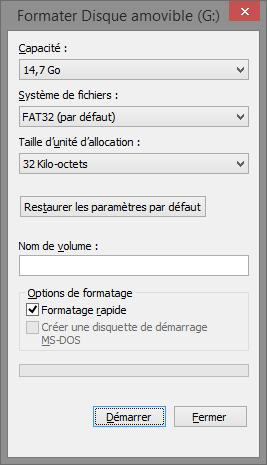 Formater Disque amovible (G:)
Capacité :
14,7 Go
Système de fichiers :
FAT32 (par défaut)
Taille d'unité d'allocation :
32 Kilo-octets
Restaurer les paramètres par défaut
Nom de volume :
Options de formatage
Formatage rapide
Créer une disquette de démarrage
MS-DOS
Démarrer
Fermer